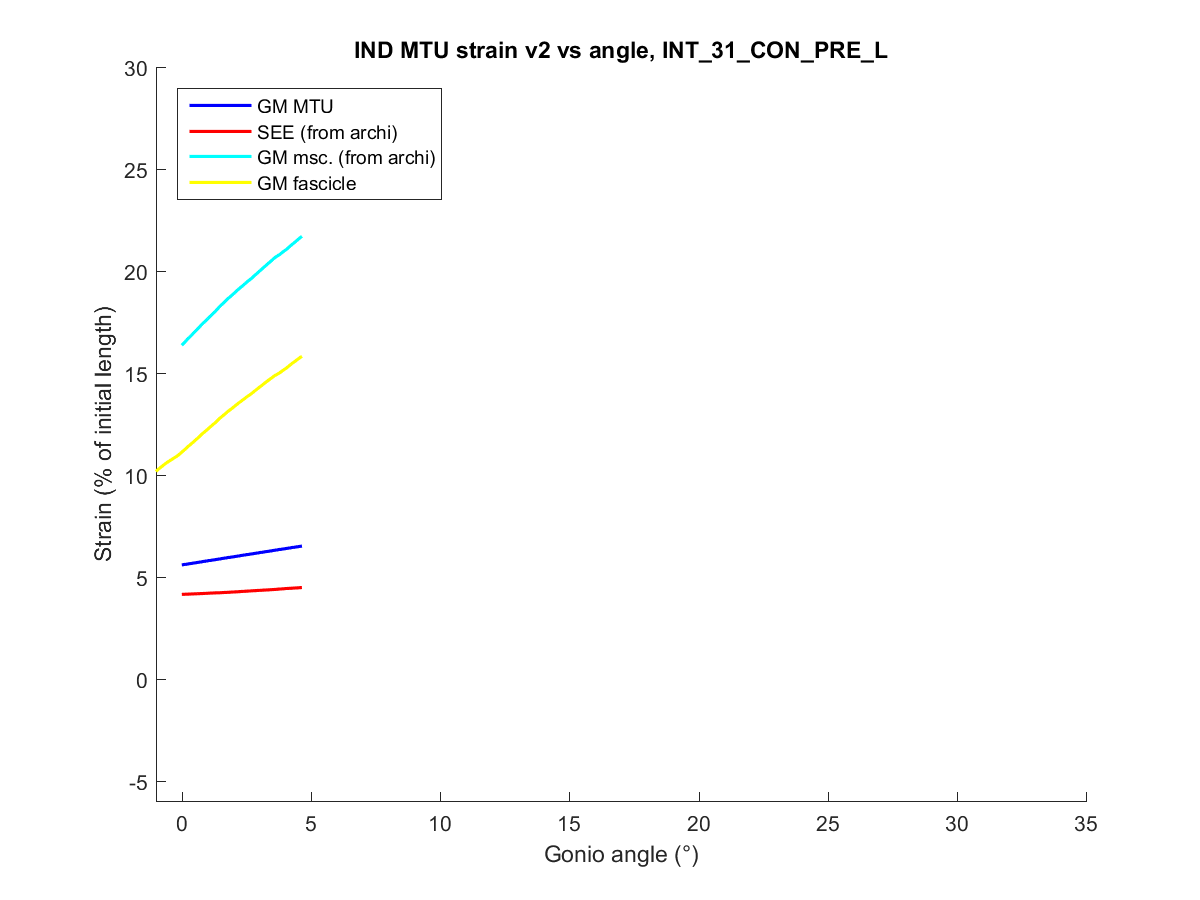 IND MTU strain v2 vs angle, INT_31_CON_PRE_L
30
25
20
15
10
5
0
-5
GM MTU
SEE (from archi)
GM msc. (from archi)
GM fascicle
Strain (% of initial length)
0 5 10 15 20 25 30 35
Gonio angle (°)